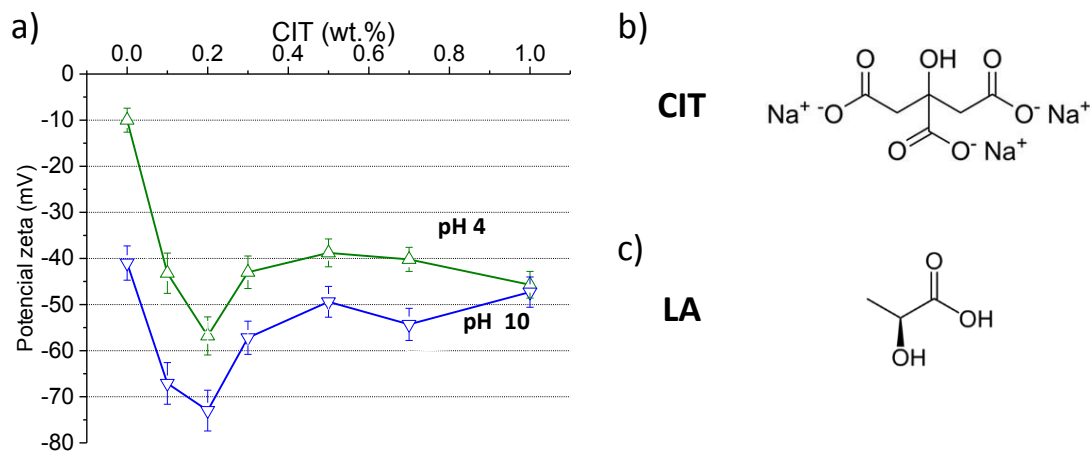 a)
CIT (wt.%)
0.0 0.2 0.4 0.6 0.8 1.0
Potencial zeta (mV)
0
-10
-20
-30
-40
-50
-60
-70
-80
pH 4
pH 10
b)
CIT
O OH O
Na⁺ ⁻O O⁻ Na⁺
O O⁻ Na⁺
c)
LA
O
OH
OH